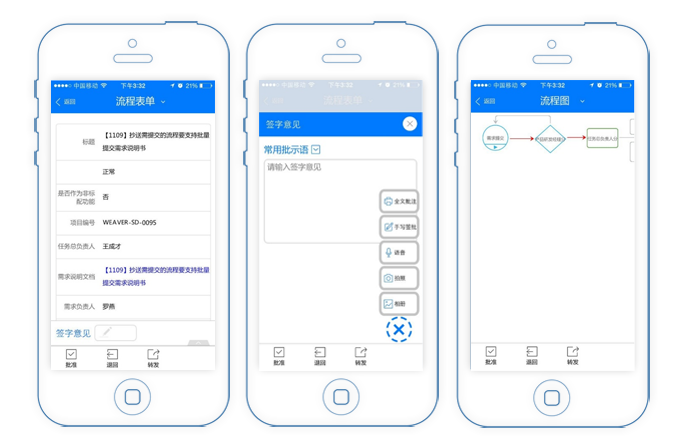 中国移动 下午3:32 21%
返回 流程表单
标题 【1109】抄送需提交的流程要支持批量
提交需求说明书
正常
是否作为非标
配功能 否
项目编号 WEAVER-SD-0095
任务总负责人 王成才
需求说明文档 【1109】抄送需提交的流程要支持批量
提交需求说明书
需求负责人 罗燕
签字意见
批准 退回 转发
中国移动 下午3:32 21%
流程表单
签字意见
常用批示语
请输入签字意见
全文批注
手写签批
语音
拍照
相册
批准 退回 转发
中国移动 下午3:32 21%
返回 流程图
需求提交
任务总负责人分
批准 退回 转发